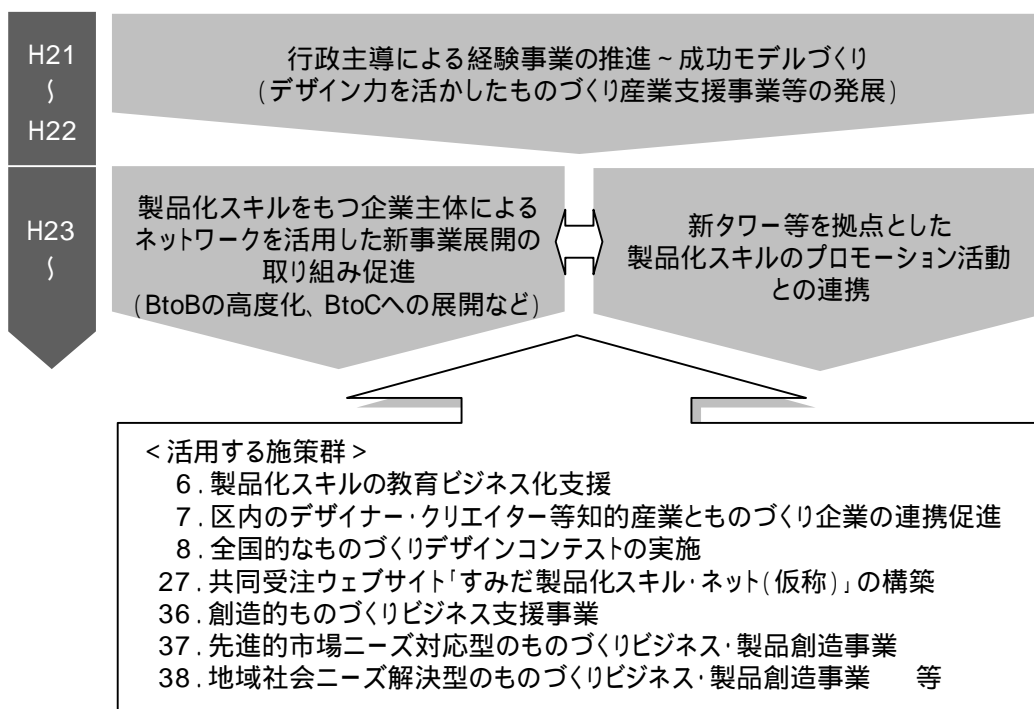 H21
〜
H22
行政主導による経験事業の推進～成功モデルづくり
(デザイン力を活かしたものづくり産業支援事業等の発展)
H23
〜
製品化スキルをもつ企業主体による
ネットワークを活用した新事業展開の
取り組み促進
(BtoBの高度化、BtoCへの展開など)
新タワー等を拠点とした
製品化スキルのプロモーション活動
との連携
<活用する施策群>
6.製品化スキルの教育ビジネス化支援
7.区内のデザイナー・クリエイター等知的産業とものづくり企業の連携促進
8.全国的なものづくりデザインコンテストの実施
27.共同受注ウェブサイト「すみだ製品化スキル・ネット(仮称)」の構築
36.創造的ものづくりビジネス支援事業
37.先進的市場ニーズ対応型のものづくりビジネス・製品創造事業
38.地域社会ニーズ解決型のものづくりビジネス・製品創造事業　等